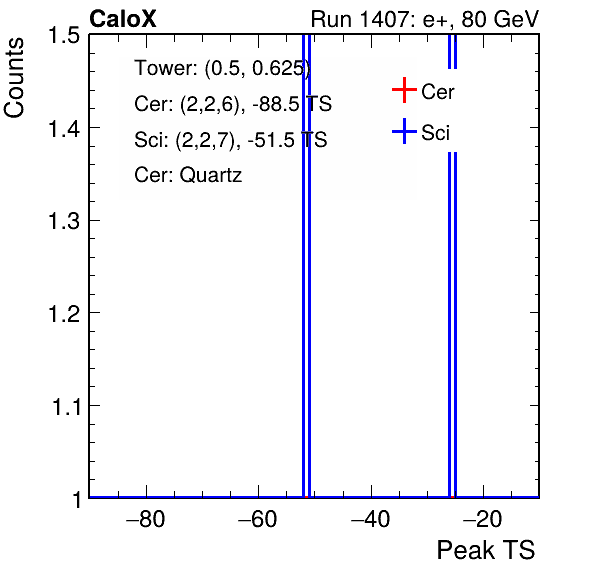 CaloX
Run 1407: e+, 80 GeV
Counts
1.5
1.4
1.3
1.2
1.1
1
Tower: (0.5, 0.625)
Cer: (2,2,6), -88.5 TS
Sci: (2,2,7), -51.5 TS
Cer: Quartz
Cer
Sci
−80
−60
−40
−20
Peak TS